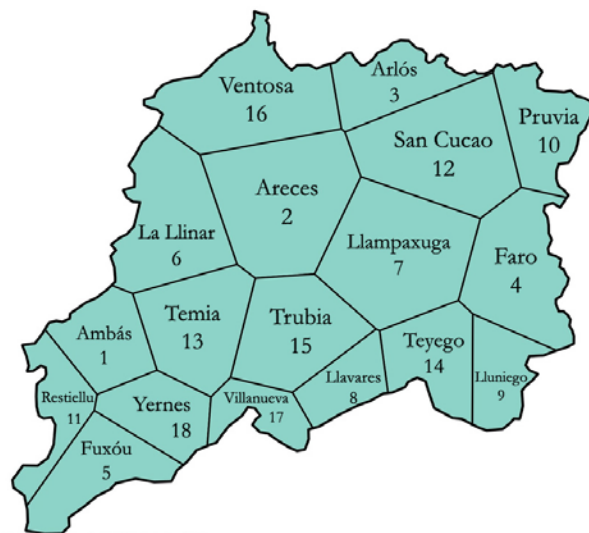 Ventosa
16
Arlós
3
Pruvia
10
San Cucao
12
Areces
2
La Llinar
6
Llampaxuga
7
Faro
4
Temia
13
Trubia
15
Ambás
1
Teyego
14
Lluniego
9
Llavares
8
Restiellu
11
Yernes
18
Villanueva
17
Fuxóu
5